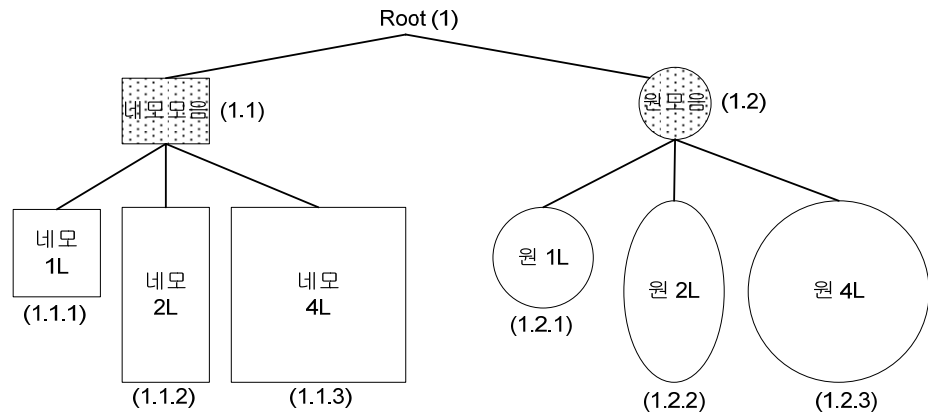 Root (1)
네모모음 (1.1)
원모음 (1.2)
네모
1L
(1.1.1)
네모
2L
(1.1.2)
네모
4L
(1.1.3)
원 1L
(1.2.1)
원 2L
(1.2.2)
원 4L
(1.2.3)